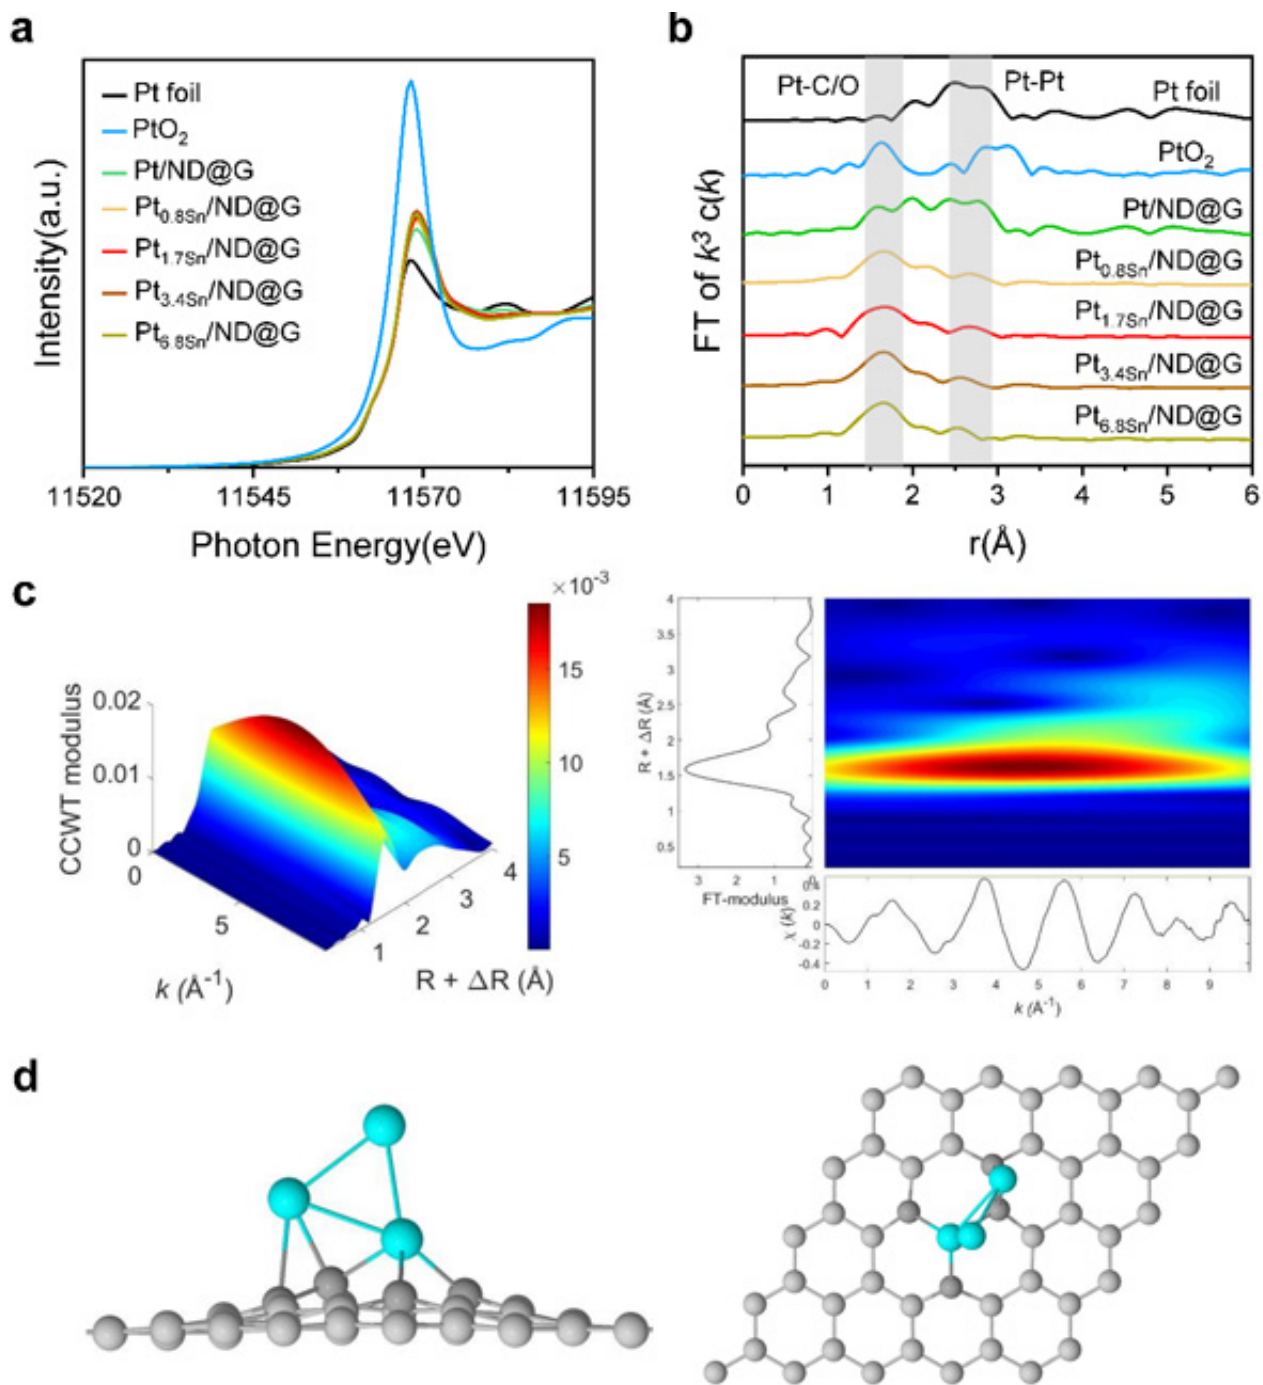 a
Intensity(a.u.)
Pt foil
PtO2
Pt/ND@G
Pt0.8Sn/ND@G
Pt1.7Sn/ND@G
Pt3.4Sn/ND@G
Pt6.8Sn/ND@G
11520 11545 11570 11595
Photon Energy(eV)
b
FT of k³ c(k)
Pt-C/O
Pt-Pt
Pt foil
PtO2
Pt/ND@G
Pt0.8Sn/ND@G
Pt1.7Sn/ND@G
Pt3.4Sn/ND@G
Pt6.8Sn/ND@G
0 1 2 3 4 5 6
r(Å)
c
CCWT modulus
0.02
0.01
0
0
5
k (Å⁻¹)
1 2 3 4
R + ΔR (Å)
×10⁻³
15
10
5
R + ΔR (Å)
4
3.5
3
2.5
2
1.5
1
0.5
3 2 1 0
FT-modulus
χ (k)
0.4
0.2
0
-0.4
0 1 2 3 4 5 6 7 8 9
k (Å⁻¹)
d